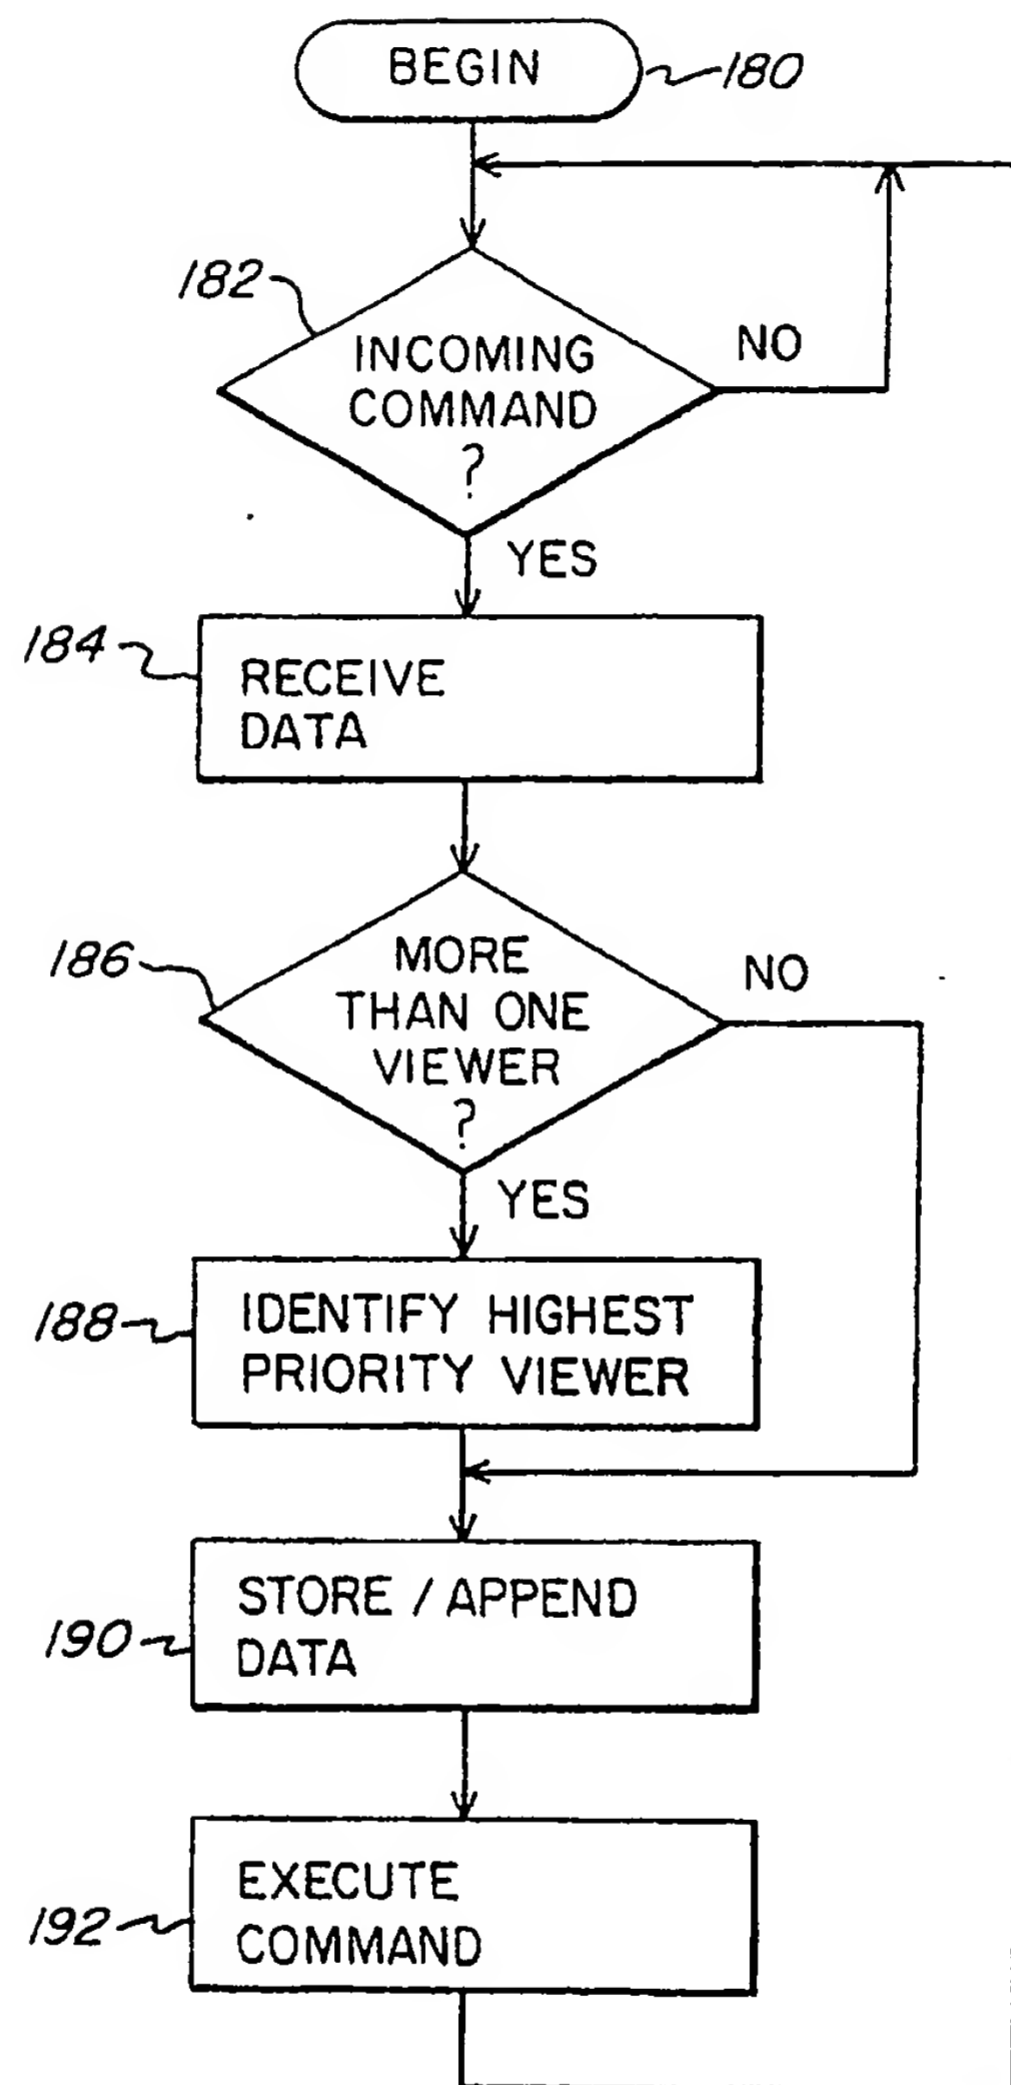 BEGIN
180
182
INCOMING
COMMAND
?
NO
YES
184
RECEIVE
DATA
186
MORE
THAN ONE
VIEWER
?
NO
YES
188
IDENTIFY HIGHEST
PRIORITY VIEWER
190
STORE / APPEND
DATA
192
EXECUTE
COMMAND